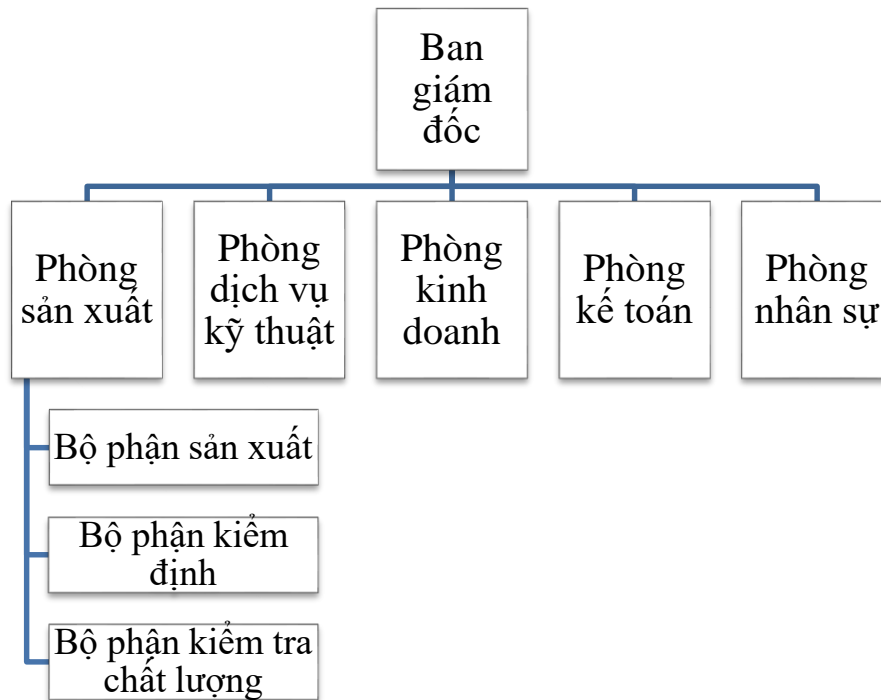 Ban
giám
đốc
Phòng
sản xuất
Phòng
dịch vụ
kỹ thuật
Phòng
kinh
doanh
Phòng
kế toán
Phòng
nhân sự
Bộ phận sản xuất
Bộ phận kiểm
định
Bộ phận kiểm tra
chất lượng